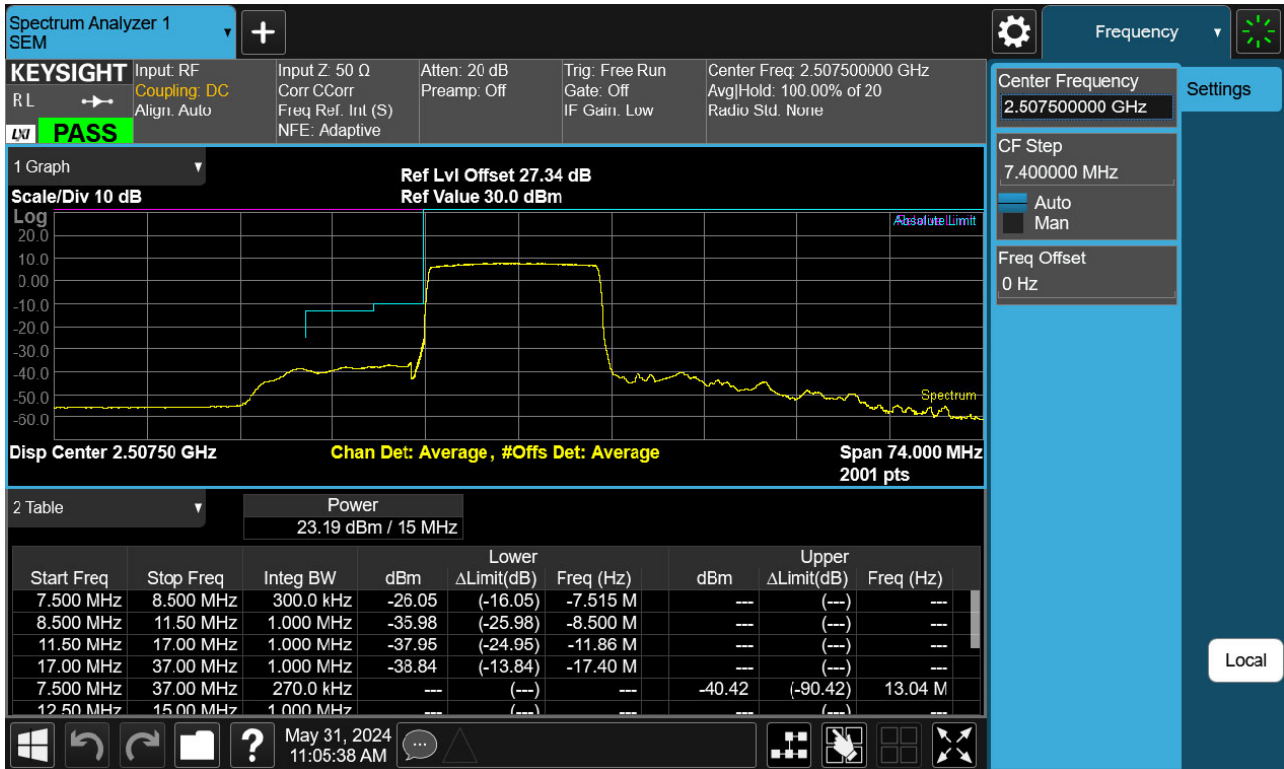 Spectrum Analyzer 1
SEM
+
Frequency
KEYSIGHT
R L
LXI PASS
Input: RF
Coupling: DC
Align: Auto
Input Z: 50 Ω
Corr CCorr
Freq Ref: Int (S)
NFE: Adaptive
Atten: 20 dB
Preamp: Off
Trig: Free Run
Gate: Off
IF Gain: Low
Center Freq: 2.507500000 GHz
Avg|Hold: 100.00% of 20
Radio Std: None
Center Frequency
2.507500000 GHz
Settings
CF Step
7.400000 MHz
Auto
Man
Freq Offset
0 Hz
1 Graph
Scale/Div 10 dB
Ref Lvl Offset 27.34 dB
Ref Value 30.0 dBm
Log
20.0
10.0
0.00
-10.0
-20.0
-30.0
-40.0
-50.0
-60.0
Absolute Limit
Spectrum
Disp Center 2.50750 GHz
Chan Det: Average, #Offs Det: Average
Span 74.000 MHz
2001 pts
2 Table
Power
23.19 dBm / 15 MHz
Lower Upper
Start Freq Stop Freq Integ BW dBm ΔLimit(dB) Freq (Hz) dBm ΔLimit(dB) Freq (Hz)
7.500 MHz 8.500 MHz 300.0 kHz -26.05 (-16.05) -7.515 M --- (---) ---
8.500 MHz 11.50 MHz 1.000 MHz -35.98 (-25.98) -8.500 M --- (---) ---
11.50 MHz 17.00 MHz 1.000 MHz -37.95 (-24.95) -11.86 M --- (---) ---
17.00 MHz 37.00 MHz 1.000 MHz -38.84 (-13.84) -17.40 M --- (---) ---
7.500 MHz 37.00 MHz 270.0 kHz --- (---) --- -40.42 (-90.42) 13.04 M
12.50 MHz 15.00 MHz 1.000 MHz --- (---) --- --- (---) ---
Local
?
May 31, 2024
11:05:38 AM